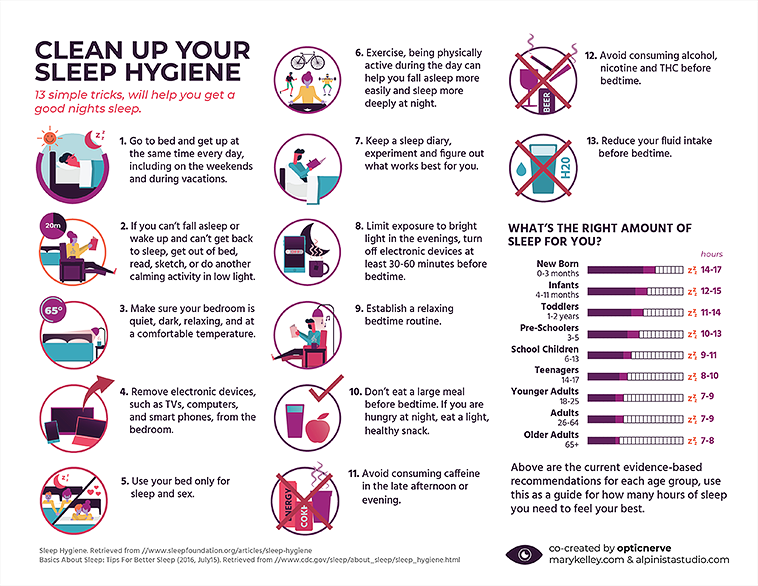 CLEAN UP YOUR
SLEEP HYGIENE
13 simple tricks, will help you get a
good nights sleep.
z z z
1. Go to bed and get up at
the same time every day,
including on the weekends
and during vacations.
20m
2. If you can't fall asleep or
wake up and can't get back
to sleep, get out of bed,
read, sketch, or do another
calming activity in low light.
65°
3. Make sure your bedroom is
quiet, dark, relaxing, and at
a comfortable temperature.
4. Remove electronic devices,
such as TVs, computers,
and smart phones, from the
bedroom.
5. Use your bed only for
sleep and sex.
6. Exercise, being physically
active during the day can
help you fall asleep more
easily and sleep more
deeply at night.
7. Keep a sleep diary,
experiment and figure out
what works best for you.
8. Limit exposure to bright
light in the evenings, turn
off electronic devices at
least 30-60 minutes before
bedtime.
9. Establish a relaxing
bedtime routine.
10. Don't eat a large meal
before bedtime. If you are
hungry at night, eat a light,
healthy snack.
ENERGY
COKE
11. Avoid consuming caffeine
in the late afternoon or
evening.
BEER
12. Avoid consuming alcohol,
nicotine and THC before
bedtime.
H20
13. Reduce your fluid intake
before bedtime.
WHAT'S THE RIGHT AMOUNT OF
SLEEP FOR YOU?
hours
New Born
0-3 months zzz 14-17
Infants
4-11 months zzz 12-15
Toddlers
1-2 years zzz 11-14
Pre-Schoolers
3-5 zzz 10-13
School Children
6-13 zzz 9-11
Teenagers
14-17 zzz 8-10
Younger Adults
18-25 zzz 7-9
Adults
26-64 zzz 7-9
Older Adults
65+ zzz 7-8
Above are the current evidence-based
recommendations for each age group, use
this as a guide for how many hours of sleep
you need to feel your best.
Sleep Hygiene. Retrieved from //www.sleepfoundation.org/articles/sleep-hygiene
Basics About Sleep: Tips For Better Sleep (2016, July15). Retrieved from //www.cdc.gov/sleep/about_sleep/sleep_hygiene.html
co-created by opticnerve
marykelley.com & alpinistastudio.com